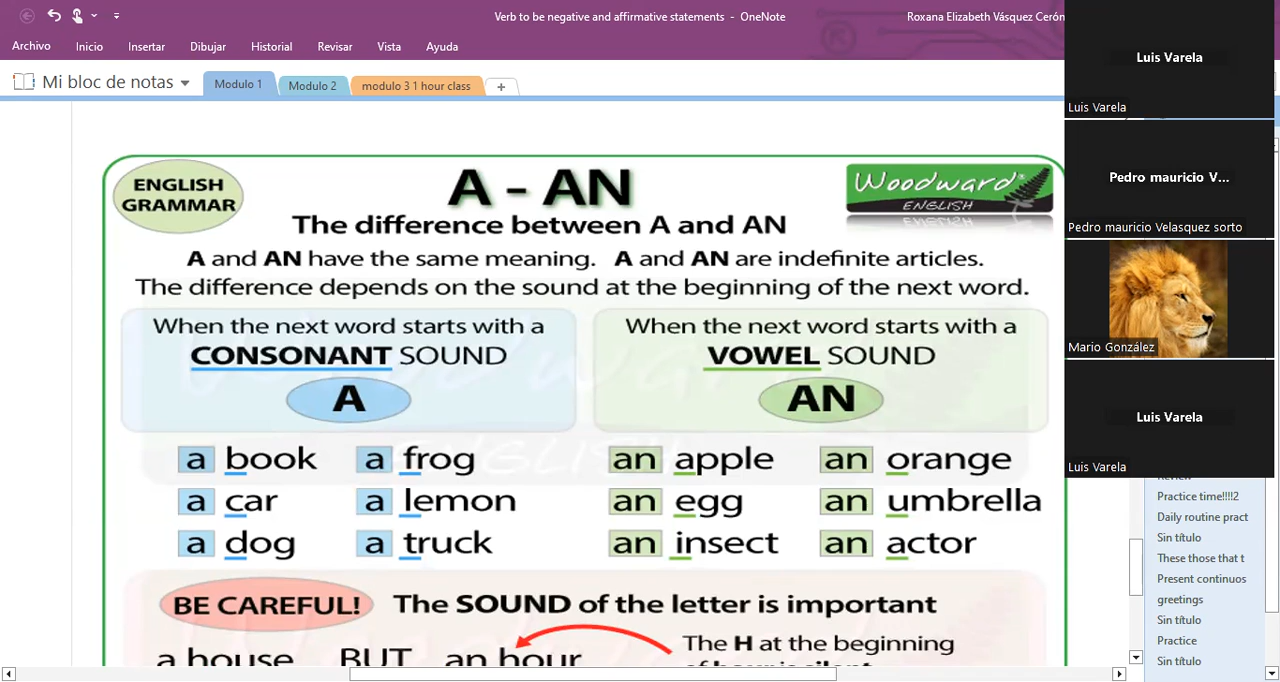 Verb to be negative and affirmative statements - OneNote
Roxana Elizabeth Vásquez Cerón
Archivo Inicio Insertar Dibujar Historial Revisar Vista Ayuda
Mi bloc de notas Modulo 1 Modulo 2 modulo 3 1 hour class +
Luis Varela
Luis Varela
Pedro mauricio V...
Pedro mauricio Velasquez sorto
Mario González
Luis Varela
Luis Varela
ENGLISH
GRAMMAR
A - AN
Woodward®
ENGLISH
The difference between A and AN
A and AN have the same meaning. A and AN are indefinite articles.
The difference depends on the sound at the beginning of the next word.
When the next word starts with a
CONSONANT SOUND
A
When the next word starts with a
VOWEL SOUND
AN
a book a frog an apple an orange
a car a lemon an egg an umbrella
a dog a truck an insect an actor
BE CAREFUL! The SOUND of the letter is important
a house BUT an hour
The H at the beginning
of hour is silent
Review
Practice time!!!!2
Daily routine pract
Sin título
These those that t
Present continuos
greetings
Sin título
Practice
Sin título